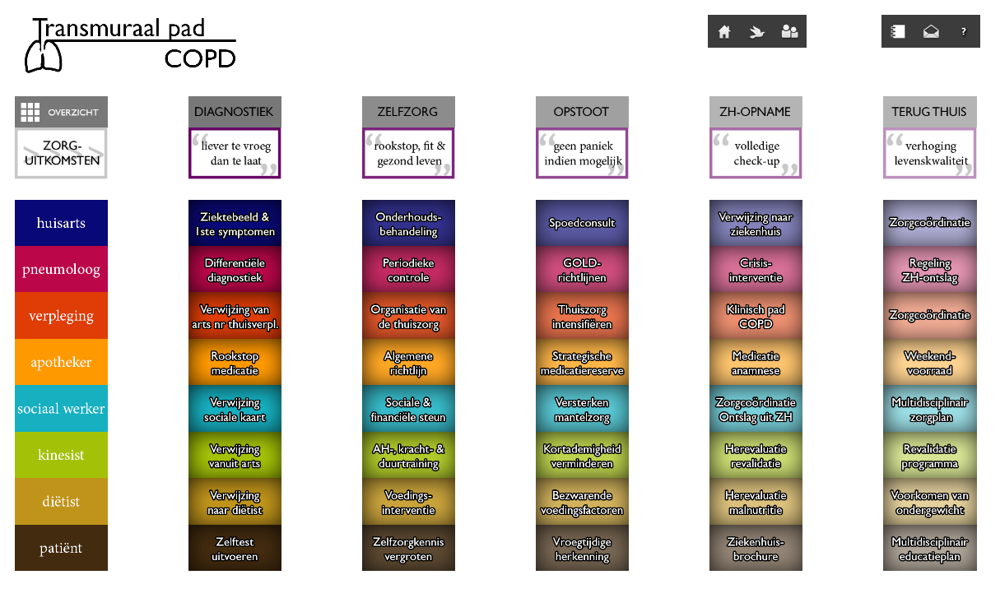 Transmuraal pad
COPD
?
OVERZICHT
DIAGNOSTIEK
ZELFZORG
OPSTOOT
ZH-OPNAME
TERUG THUIS
ZORG-
UITKOMSTEN
“liever te vroeg
dan te laat”
“rookstop, fit &
gezond leven”
“geen paniek
indien mogelijk”
“volledige
check-up”
“verhoging
levenskwaliteit”
huisarts
Ziektebeeld &
1ste symptomen
Onderhouds-
behandeling
Spoedconsult
Verwijzing naar
ziekenhuis
Zorgcoördinatie
pneumoloog
Differentiële
diagnostiek
Periodieke
controle
GOLD-
richtlijnen
Crisis-
interventie
Regeling
ZH-ontslag
verpleging
Verwijzing van
arts nr thuisverpl.
Organisatie van
de thuiszorg
Thuiszorg
intensifiëren
Klinisch pad
COPD
Zorgcoördinatie
apotheker
Rookstop
medicatie
Algemene
richtlijn
Strategische
medicatiereserve
Medicatie
anamnese
Weekend-
voorraad
sociaal werker
Verwijzing
sociale kaart
Sociale &
financiële steun
Versterken
mantelzorg
Zorgcoördinatie
Ontslag uit ZH
Multidisciplinair
zorgplan
kinesist
Verwijzing
vanuit arts
AH-, kracht- &
duurtraining
Kortademigheid
verminderen
Herevaluatie
revalidatie
Revalidatie
programma
diëtist
Verwijzing
naar diëtist
Voedings-
interventie
Bezwarende
voedingsfactoren
Herevaluatie
malnutritie
Voorkomen van
ondergewicht
patiënt
Zelftest
uitvoeren
Zelfzorgkennis
vergroten
Vroegtijdige
herkenning
Ziekenhuis-
brochure
Multidisciplinair
educatieplan